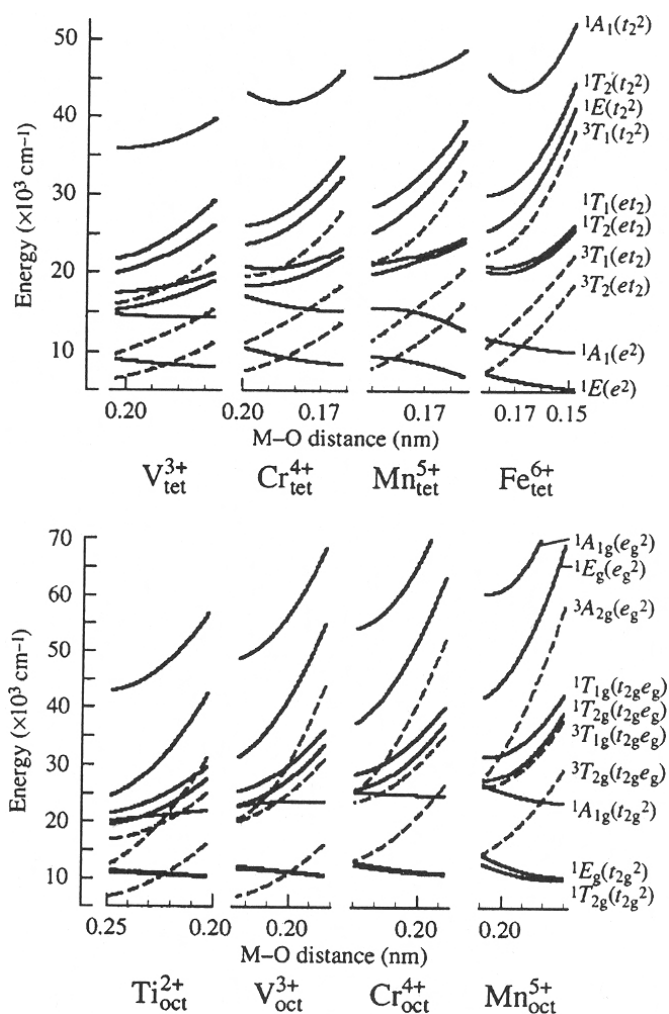 50
40
30
20
10
Energy (×10³ cm⁻¹)
¹A₁(t₂²)
¹T₂(t₂²)
¹E(t₂²)
³T₁(t₂²)
¹T₁(et₂)
¹T₂(et₂)
³T₁(et₂)
³T₂(et₂)
¹A₁(e²)
¹E(e²)
0.20 0.20 0.17 0.17 0.17 0.15
M–O distance (nm)
V³⁺tet Cr⁴⁺tet Mn⁵⁺tet Fe⁶⁺tet
70
60
50
40
30
20
10
Energy (×10³ cm⁻¹)
¹A₁g(eg²)
¹Eg(eg²)
³A₂g(eg²)
¹T₁g(t₂geg)
¹T₂g(t₂geg)
³T₁g(t₂geg)
³T₂g(t₂geg)
¹A₁g(t₂g²)
¹Eg(t₂g²)
¹T₂g(t₂g²)
0.25 0.20 0.20 0.20 0.20
M–O distance (nm)
Ti²⁺oct V³⁺oct Cr⁴⁺oct Mn⁵⁺oct